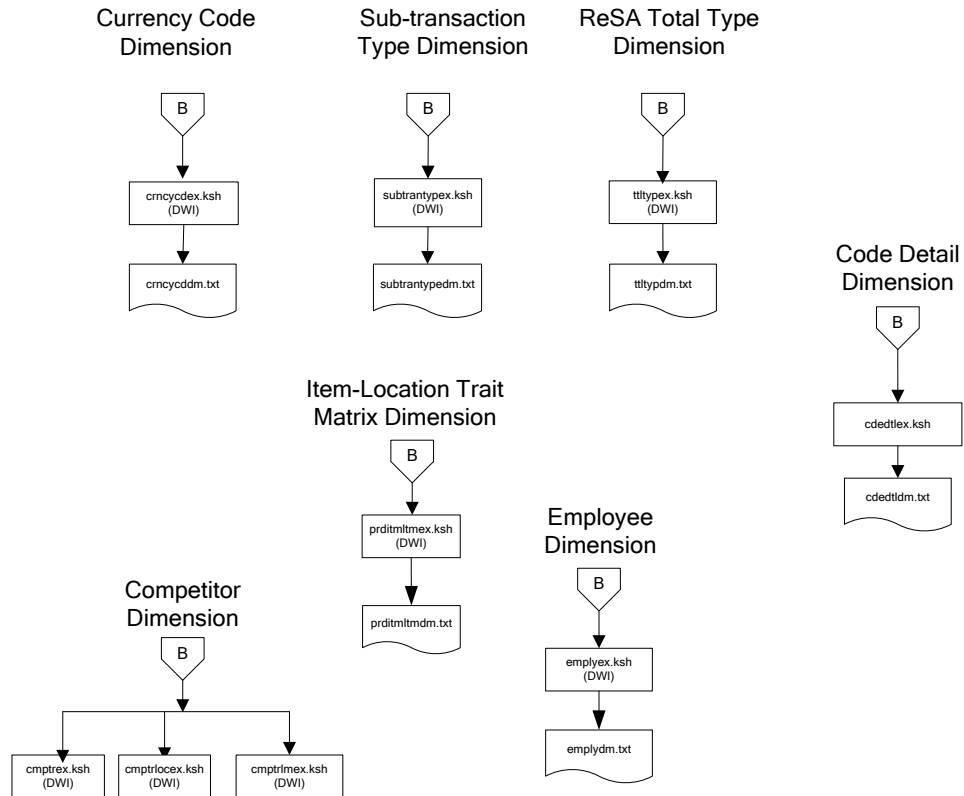 Currency Code
Dimension
B
crncycdex.ksh
(DWI)
crncycddm.txt
Sub-transaction
Type Dimension
B
subtrantypex.ksh
(DWI)
subtrantypedm.txt
ReSA Total Type
Dimension
B
ttltypex.ksh
(DWI)
ttltypdm.txt
Code Detail
Dimension
B
cdedtlex.ksh
cdedtldm.txt
Item-Location Trait
Matrix Dimension
B
prditmltmex.ksh
(DWI)
prditmltmdm.txt
Employee
Dimension
B
emplyex.ksh
(DWI)
emplydm.txt
Competitor
Dimension
B
cmptrex.ksh
(DWI)
cmptrlocex.ksh
(DWI)
cmptrlmex.ksh
(DWI)